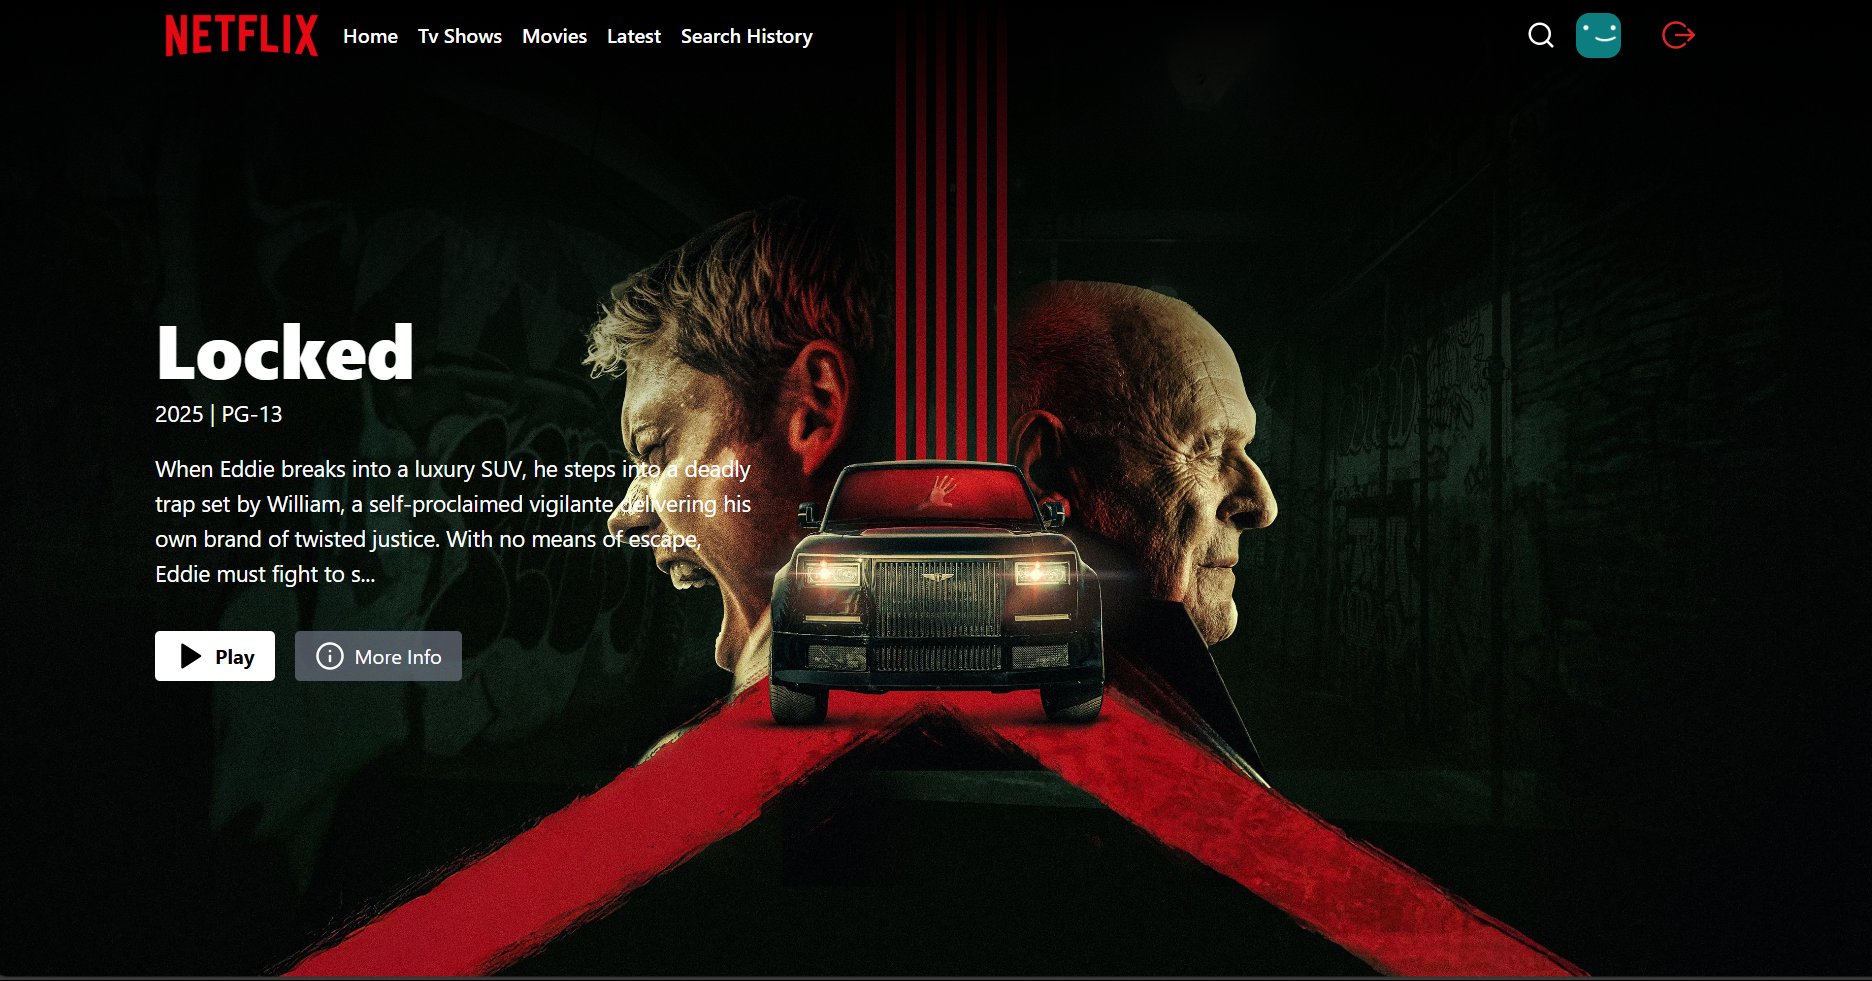 NETFLIX Home Tv Shows Movies Latest Search History
Locked
2025 | PG-13
When Eddie breaks into a luxury SUV, he steps into a deadly
trap set by William, a self-proclaimed vigilante delivering his
own brand of twisted justice. With no means of escape,
Eddie must fight to s...
Play More Info